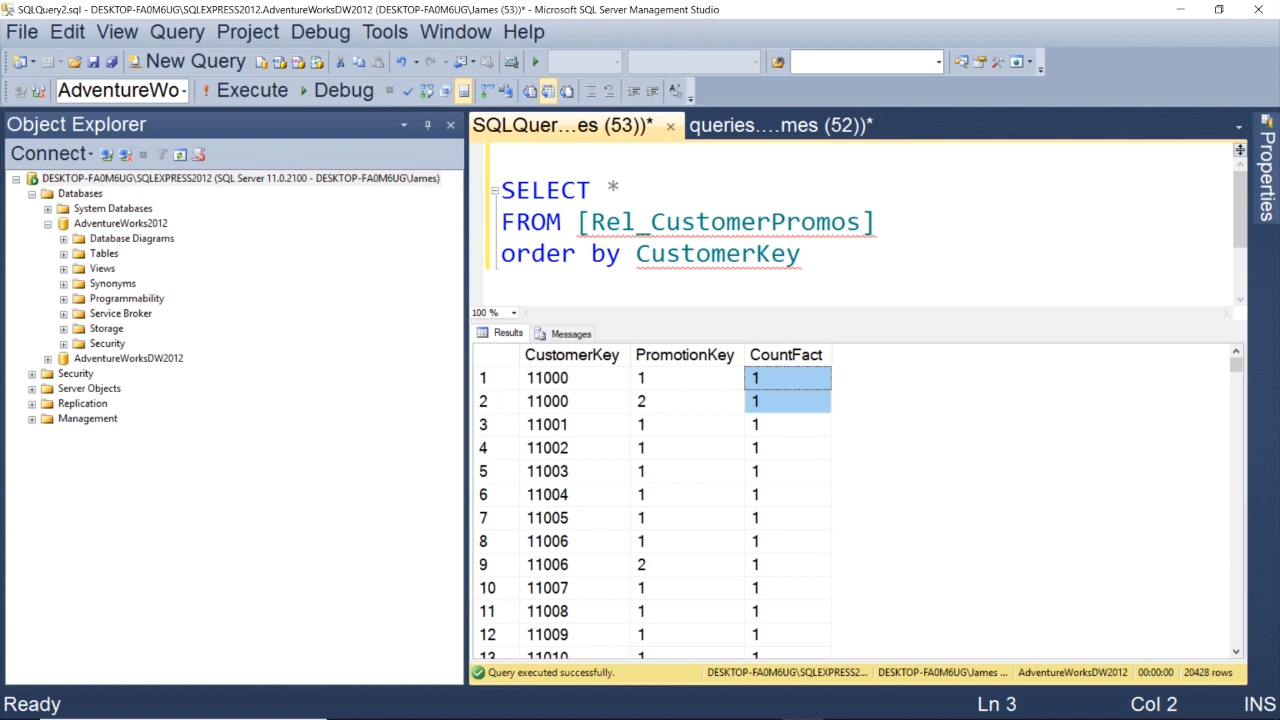 SQLQuery2.sql - DESKTOP-FA0M6UG\SQLEXPRESS2012.AdventureWorksDW2012 (DESKTOP-FA0M6UG\James (53))* - Microsoft SQL Server Management Studio
File Edit View Query Project Debug Tools Window Help
New Query
AdventureWo Execute Debug
Object Explorer
SQLQuer...es (53))* queries....mes (52))*
Properties
Connect
DESKTOP-FA0M6UG\SQLEXPRESS2012 (SQL Server 11.0.2100 - DESKTOP-FA0M6UG\James)
Databases
System Databases
AdventureWorks2012
Database Diagrams
Tables
Views
Synonyms
Programmability
Service Broker
Storage
Security
AdventureWorksDW2012
Security
Server Objects
Replication
Management
SELECT *
FROM [Rel_CustomerPromos]
order by CustomerKey
100 %
Results Messages
CustomerKey PromotionKey CountFact
1 11000 1 1
2 11000 2 1
3 11001 1 1
4 11002 1 1
5 11003 1 1
6 11004 1 1
7 11005 1 1
8 11006 1 1
9 11006 2 1
10 11007 1 1
11 11008 1 1
12 11009 1 1
13 11010 1 1
Query executed successfully. DESKTOP-FA0M6UG\SQLEXPRESS2... DESKTOP-FA0M6UG\James ... AdventureWorksDW2012 00:00:00 20428 rows
Ready Ln 3 Col 2 INS